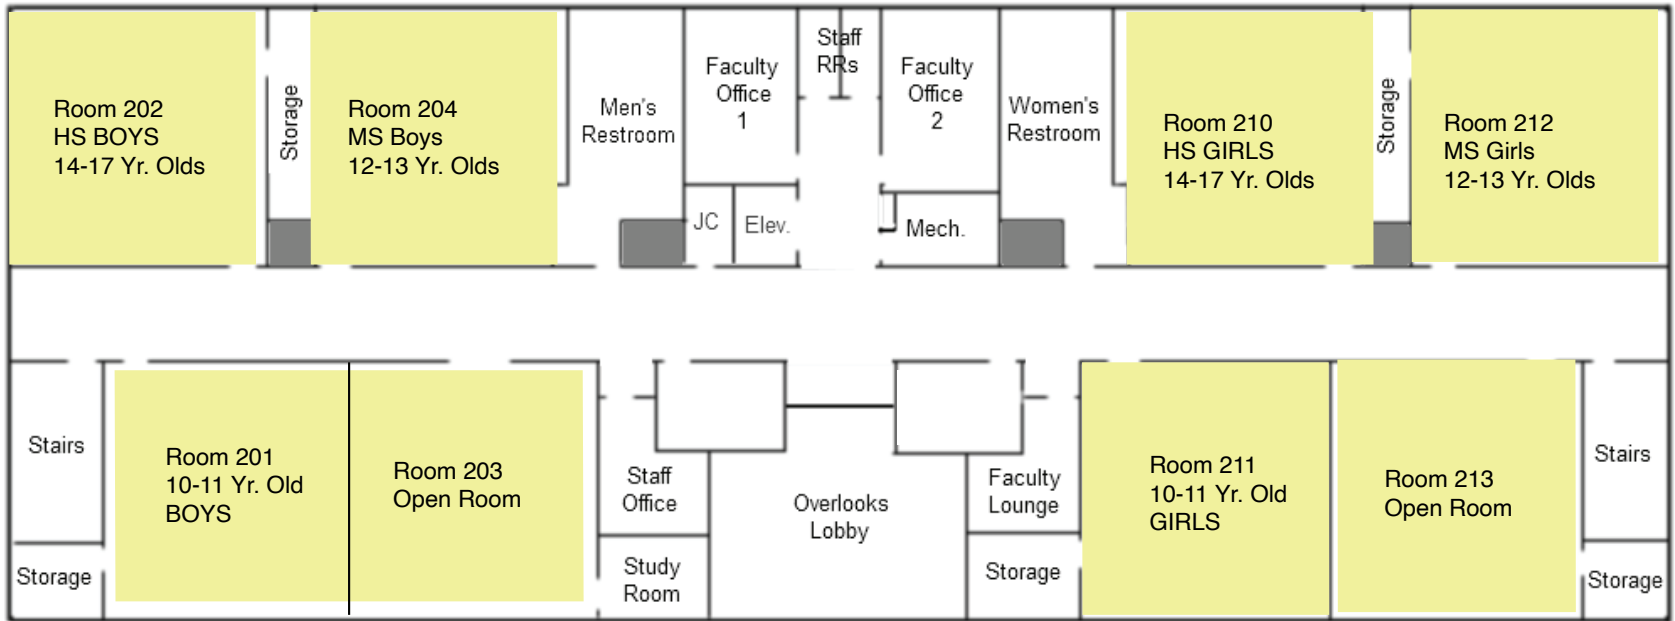 Room 202
HS BOYS
14-17 Yr. Olds
Storage
Room 204
MS Boys
12-13 Yr. Olds
Men's
Restroom
Faculty
Office
1
Staff
RRs
Faculty
Office
2
Women's
Restroom
Room 210
HS GIRLS
14-17 Yr. Olds
Storage
Room 212
MS Girls
12-13 Yr. Olds
JC
Elev.
Mech.
Stairs
Storage
Room 201
10-11 Yr. Old
BOYS
Room 203
Open Room
Staff
Office
Study
Room
Overlooks
Lobby
Faculty
Lounge
Storage
Room 211
10-11 Yr. Old
GIRLS
Room 213
Open Room
Stairs
Storage